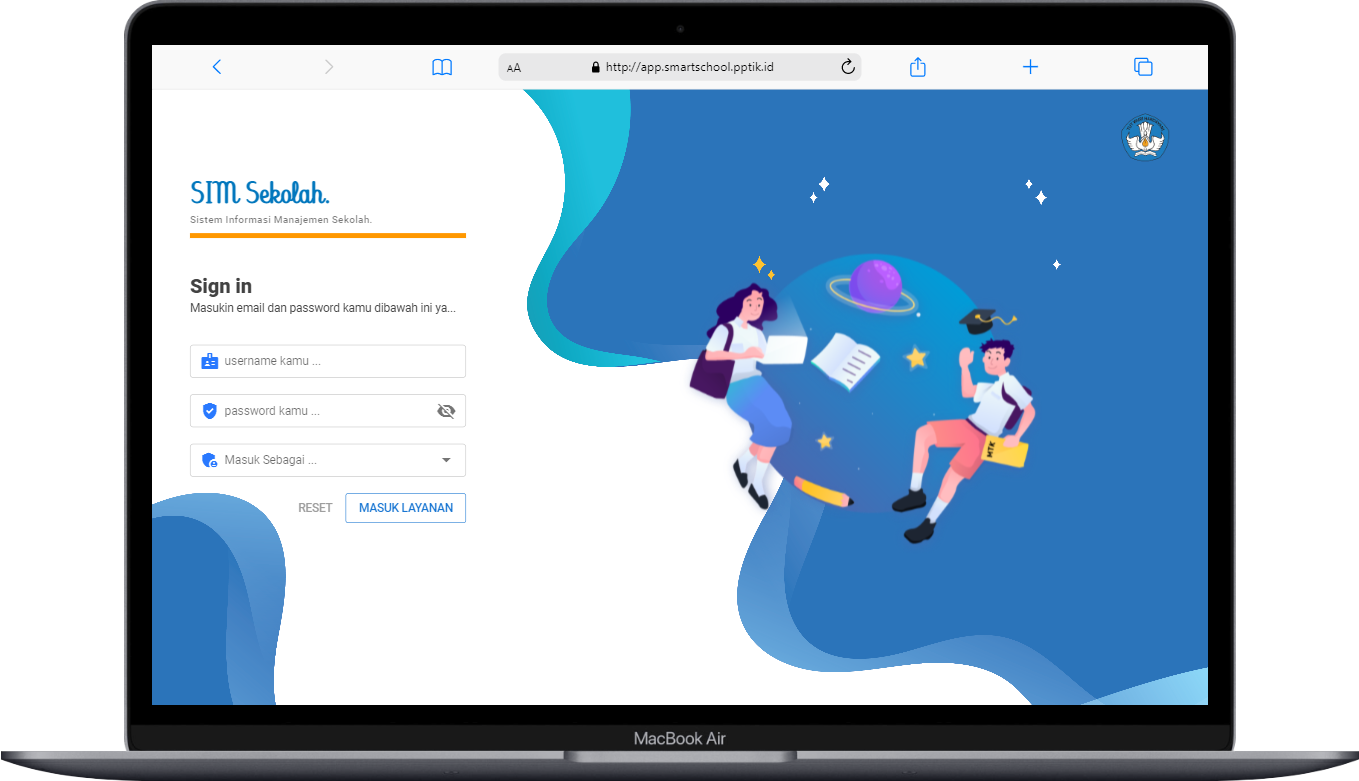 AA
http://app.smartschool.pptik.id
SIM Sekolah.
Sistem Informasi Manajemen Sekolah.
Sign in
Masukin email dan password kamu dibawah ini ya...
username kamu ...
password kamu ...
Masuk Sebagai ...
RESET
MASUK LAYANAN
MTK
MacBook Air